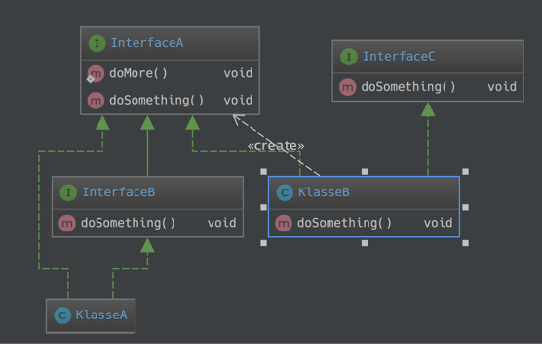 I InterfaceA
m doMore() void
m doSomething() void
I InterfaceC
m doSomething() void
«create»
I InterfaceB
m doSomething() void
C KlasseB
m doSomething() void
C KlasseA